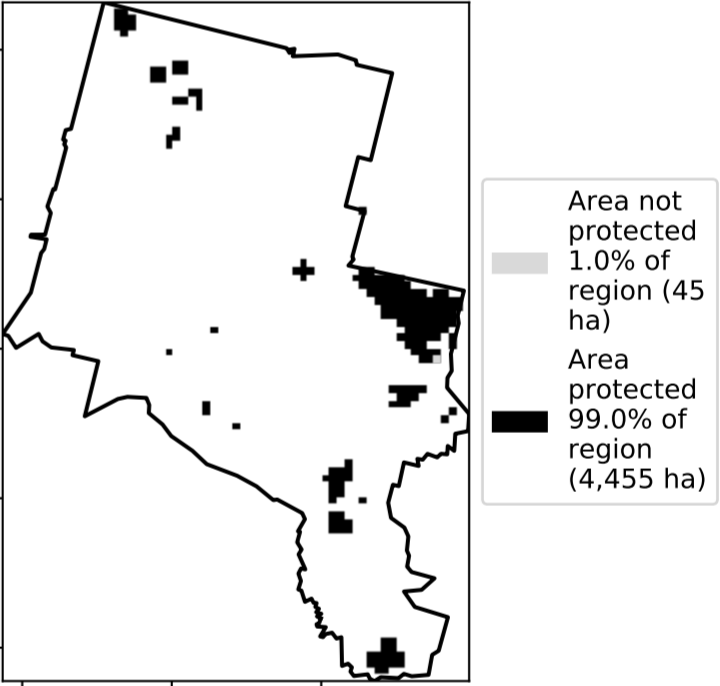 Area not
protected
1.0% of
region (45
ha)
Area
protected
99.0% of
region
(4,455 ha)